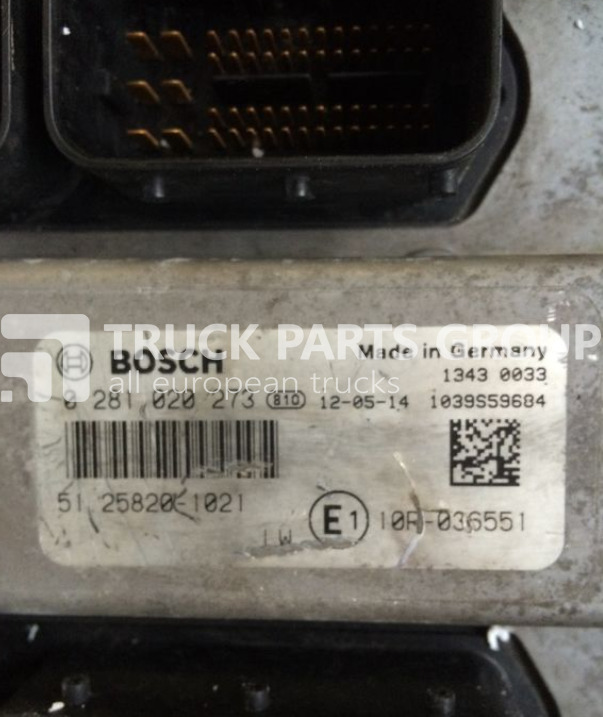 TRUCK PARTS GROUP
all european trucks
BOSCH
Made in Germany
1343 0033
0 281 020 273 810 12-05-14 1039S59684
51 25820-1021
E1 10R-036551